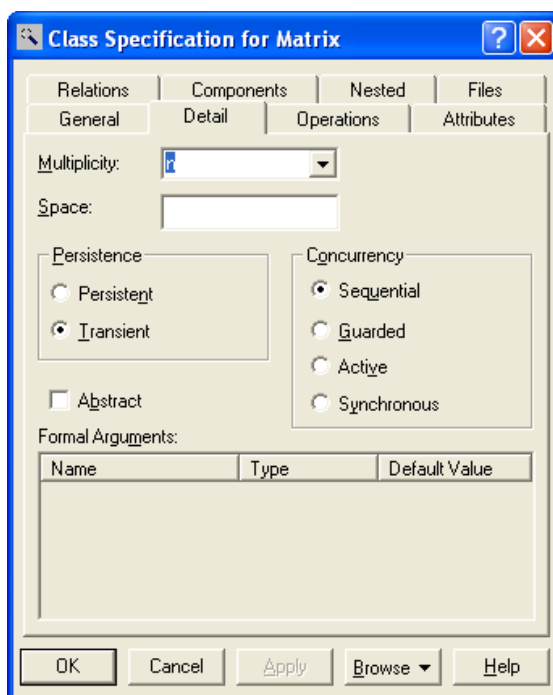 Class Specification for Matrix
Relations Components Nested Files
General Detail Operations Attributes
Multiplicity: n
Space:
Persistence
Persistent
Transient
Concurrency
Sequential
Guarded
Active
Synchronous
Abstract
Formal Arguments:
Name Type Default Value
OK Cancel Apply Browse Help